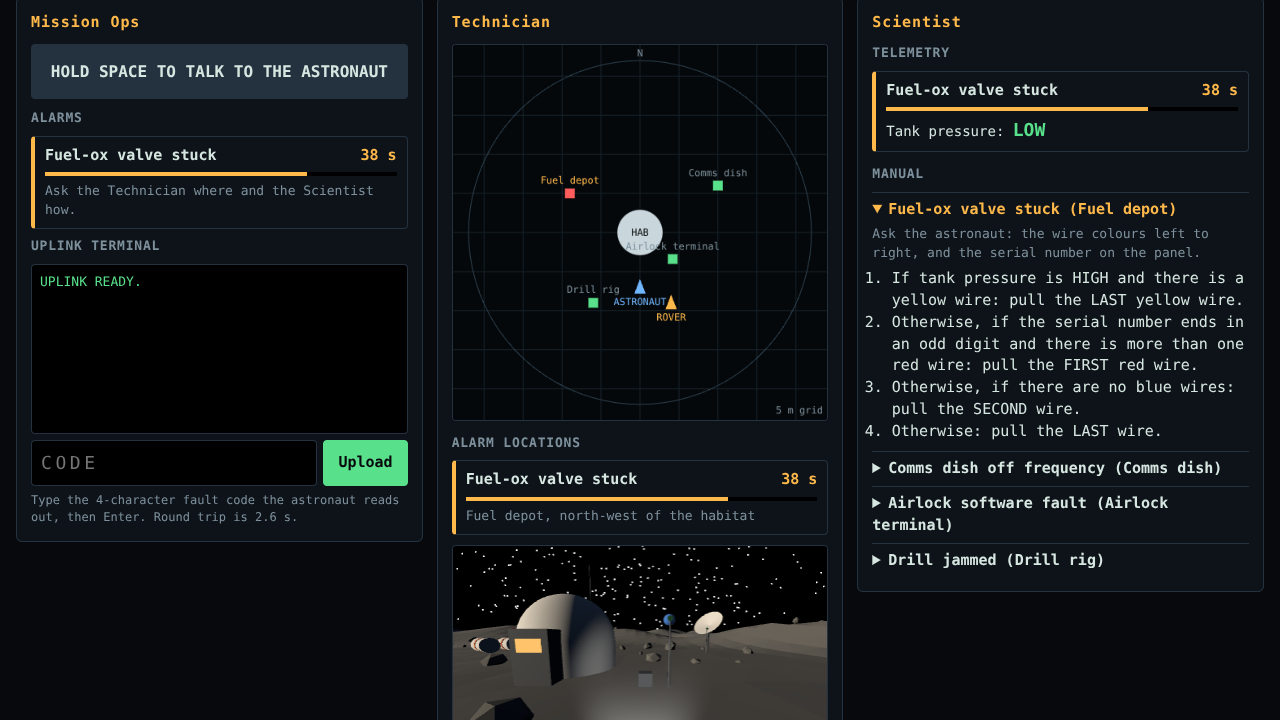 Mission Ops
HOLD SPACE TO TALK TO THE ASTRONAUT
ALARMS
Fuel-ox valve stuck
38 s
Ask the Technician where and the Scientist
how.
UPLINK TERMINAL
UPLINK READY.
CODE
Upload
Type the 4-character fault code the astronaut reads
out, then Enter. Round trip is 2.6 s.
Technician
N
Fuel depot
Comms dish
HAB
Airlock terminal
Drill rig
ASTRONAUT
ROVER
5 m grid
ALARM LOCATIONS
Fuel-ox valve stuck
38 s
Fuel depot, north-west of the habitat
Scientist
TELEMETRY
Fuel-ox valve stuck
38 s
Tank pressure: LOW
MANUAL
Fuel-ox valve stuck (Fuel depot)
Ask the astronaut: the wire colours left to
right, and the serial number on the panel.
1. If tank pressure is HIGH and there is a
yellow wire: pull the LAST yellow wire.
2. Otherwise, if the serial number ends in
an odd digit and there is more than one
red wire: pull the FIRST red wire.
3. Otherwise, if there are no blue wires:
pull the SECOND wire.
4. Otherwise: pull the LAST wire.
Comms dish off frequency (Comms dish)
Airlock software fault (Airlock
terminal)
Drill jammed (Drill rig)